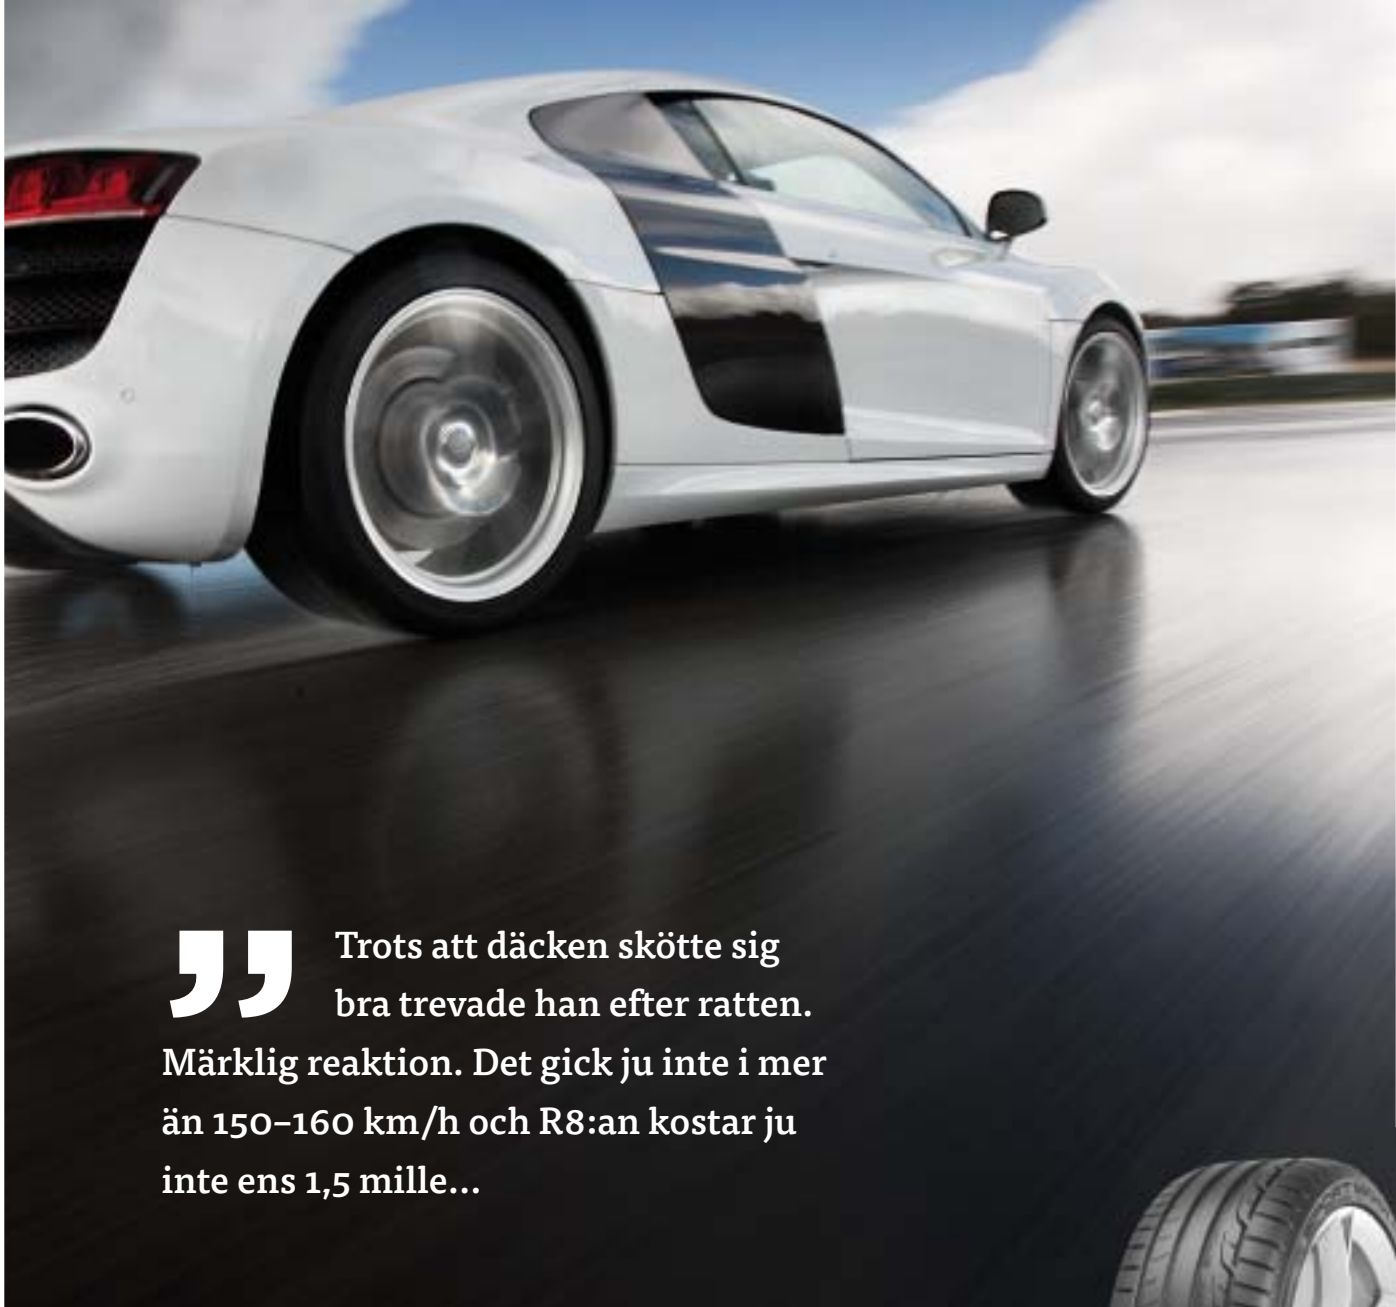 ” Trots att däcken skötte sig
bra trevade han efter ratten.
Märklig reaktion. Det gick ju inte i mer
än 150–160 km/h och R8:an kostar ju
inte ens 1,5 mille...